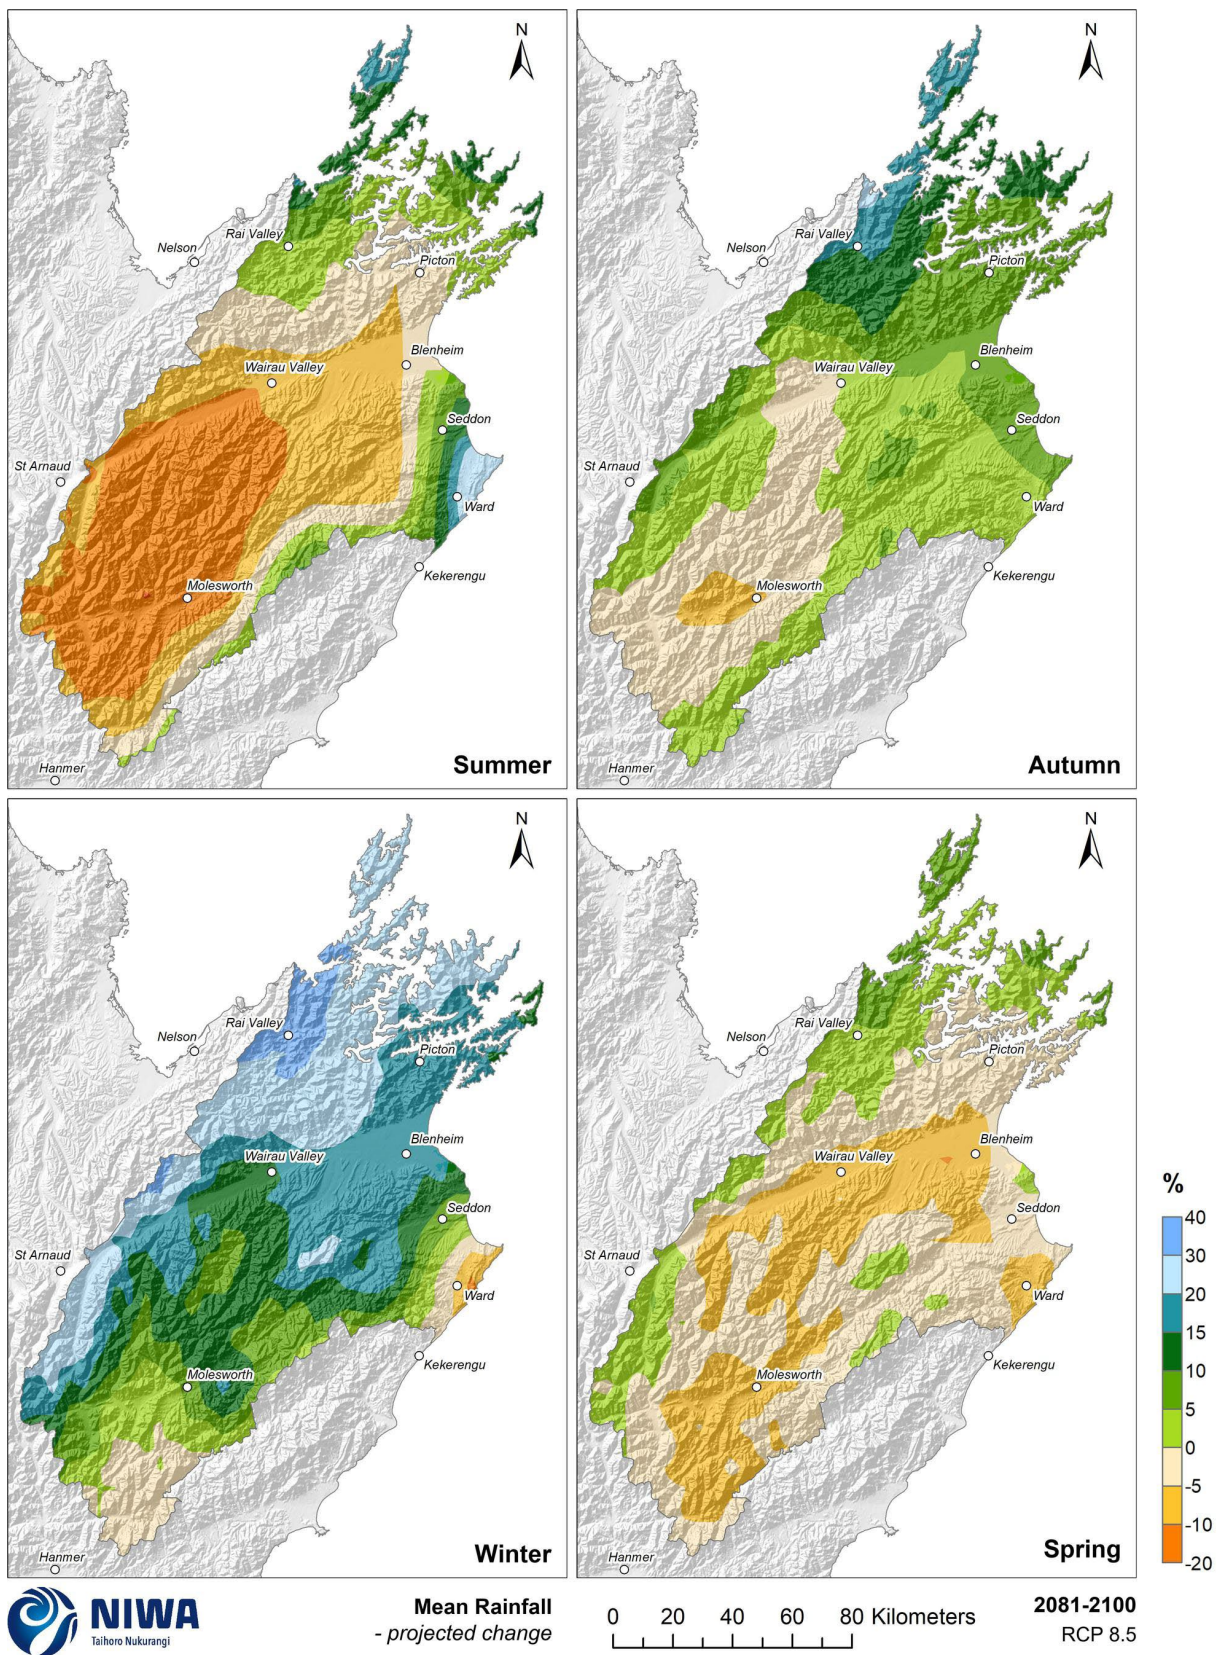 N
Nelson
Rai Valley
Picton
Blenheim
Wairau Valley
Seddon
St Arnaud
Ward
Kekerengu
Molesworth
Hanmer
Summer
N
Nelson
Rai Valley
Picton
Blenheim
Wairau Valley
Seddon
St Arnaud
Ward
Kekerengu
Molesworth
Hanmer
Autumn
N
Nelson
Rai Valley
Picton
Blenheim
Wairau Valley
Seddon
St Arnaud
Ward
Kekerengu
Molesworth
Hanmer
Winter
N
Nelson
Rai Valley
Picton
Blenheim
Wairau Valley
Seddon
St Arnaud
Ward
Kekerengu
Molesworth
Hanmer
Spring
%
40
30
20
15
10
5
0
-5
-10
-20
NIWA
Taihoro Nukurangi
Mean Rainfall
- projected change
0 20 40 60 80 Kilometers
2081-2100
RCP 8.5